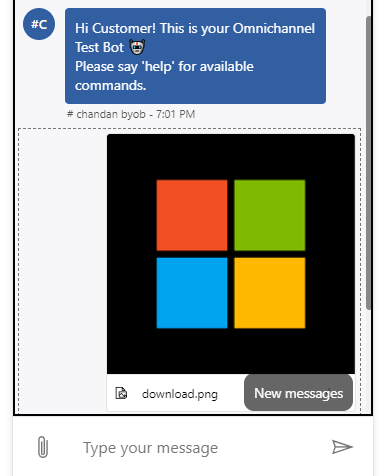 #C
Hi Customer! This is your Omnichannel
Test Bot
Please say 'help' for available
commands.
# chandan byob - 7:01 PM
download.png
New messages
Type your message